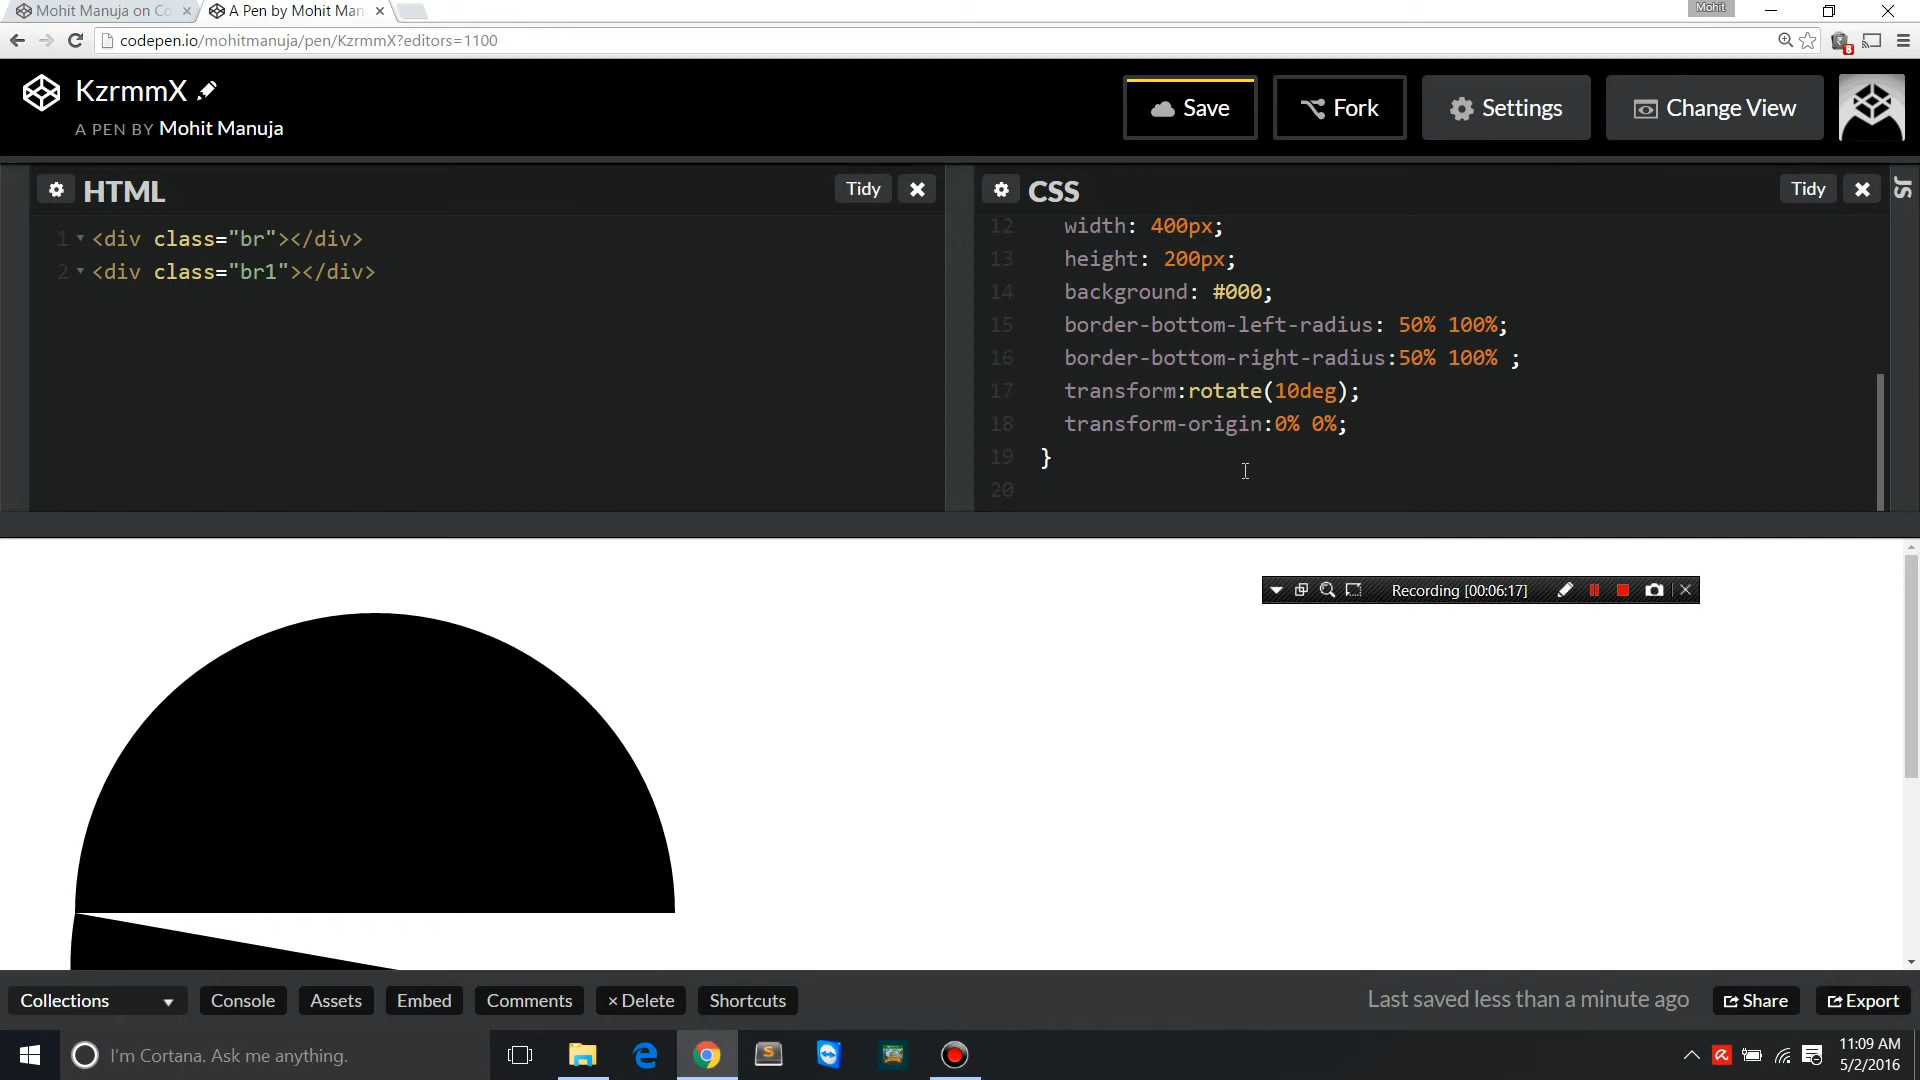 Mohit Manuja on Co
A Pen by Mohit Man
Mohit
codepen.io/mohitmanuja/pen/KzrmmX?editors=1100
8
KzrmmX
A PEN BY Mohit Manuja
Save
Fork
Settings
Change View
HTML
Tidy
1 <div class="br"></div>
2 <div class="br1"></div>
CSS
Tidy
JS
12 width: 400px;
13 height: 200px;
14 background: #000;
15 border-bottom-left-radius: 50% 100%;
16 border-bottom-right-radius:50% 100% ;
17 transform:rotate(10deg);
18 transform-origin:0% 0%;
19 }
20
Recording [00:06:17]
Collections
Console
Assets
Embed
Comments
× Delete
Shortcuts
Last saved less than a minute ago
Share
Export
I'm Cortana. Ask me anything.
S
11:09 AM
5/2/2016